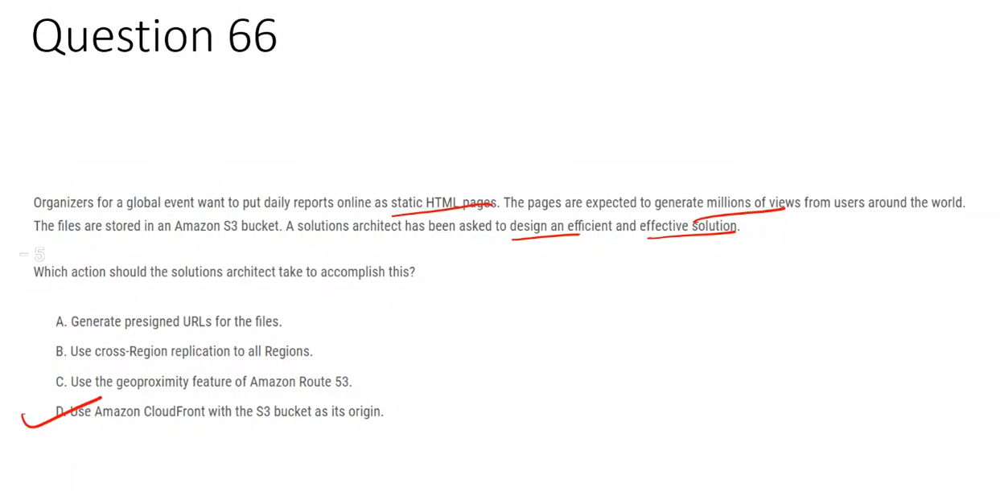 Question 66
Organizers for a global event want to put daily reports online as static HTML pages. The pages are expected to generate millions of views from users around the world.
The files are stored in an Amazon S3 bucket. A solutions architect has been asked to design an efficient and effective solution.
– 5
Which action should the solutions architect take to accomplish this?
A. Generate presigned URLs for the files.
B. Use cross-Region replication to all Regions.
C. Use the geoproximity feature of Amazon Route 53.
D. Use Amazon CloudFront with the S3 bucket as its origin.